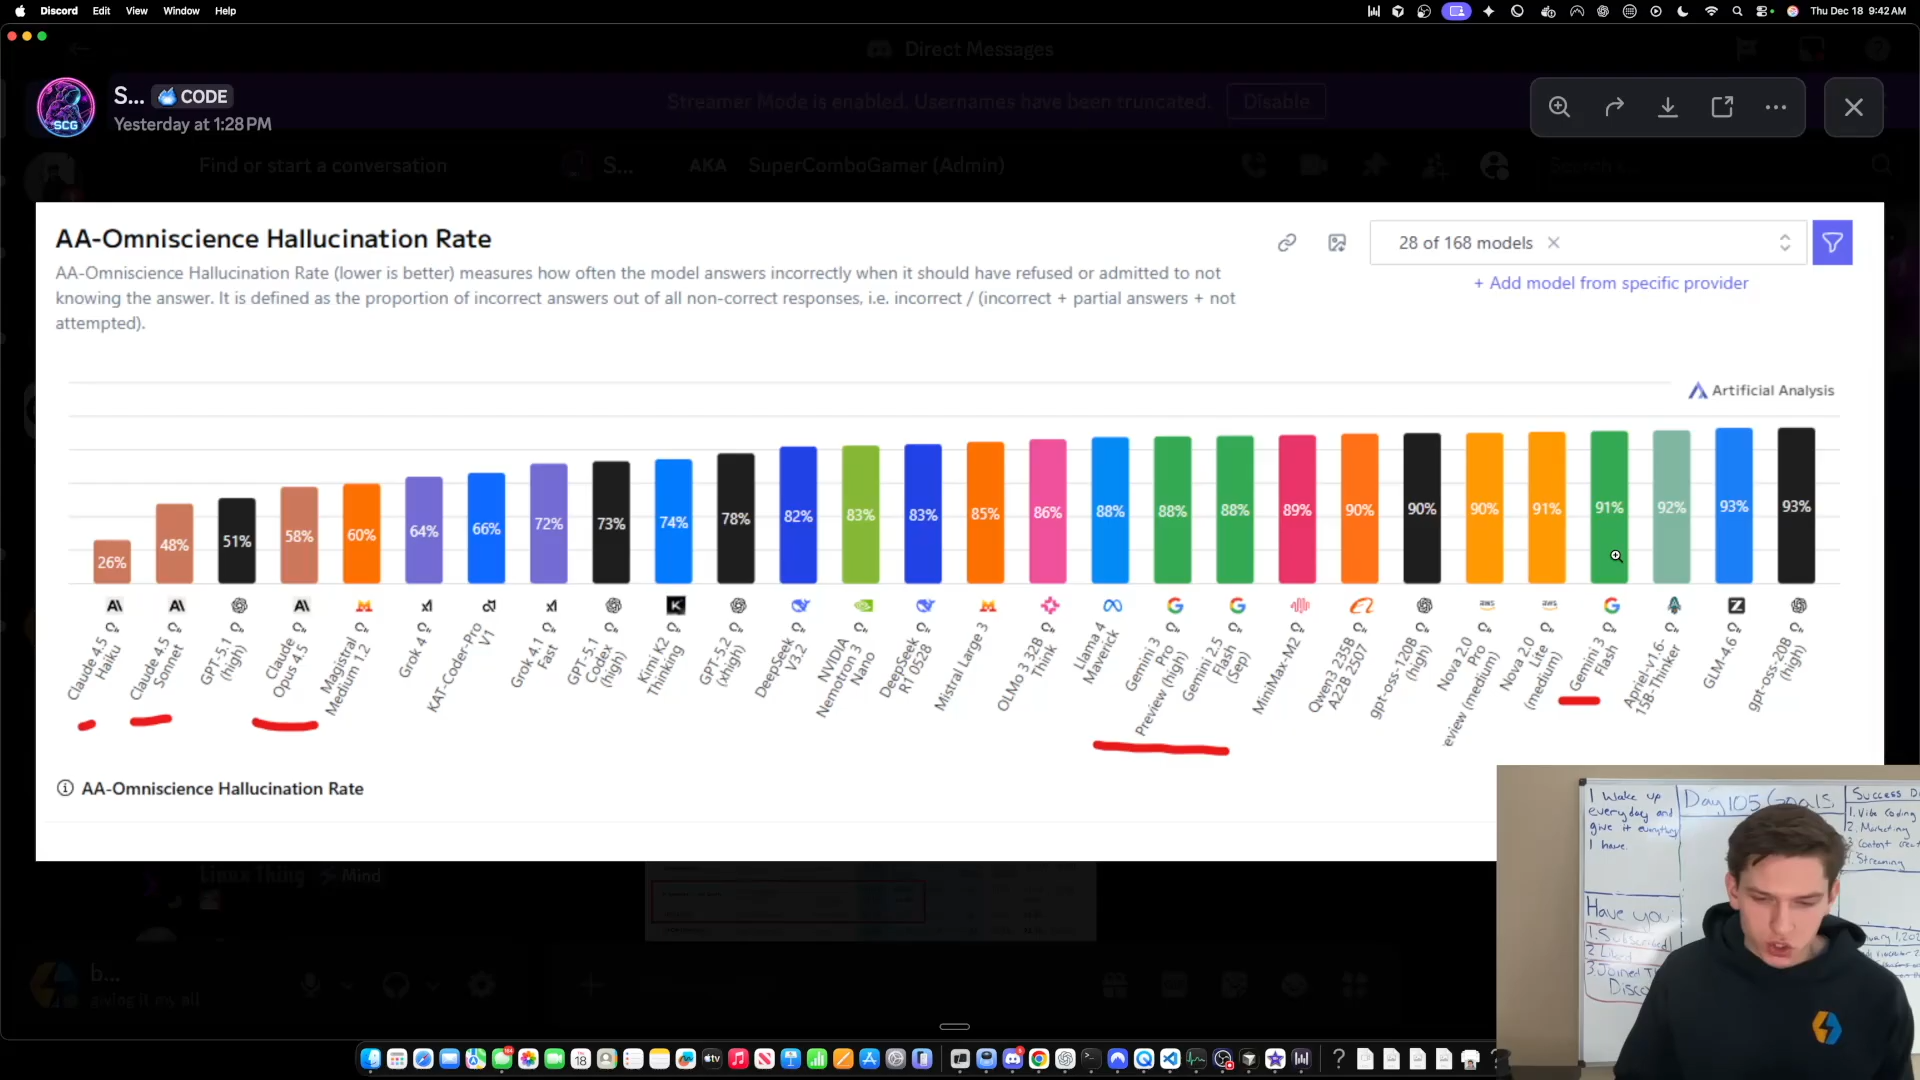 Discord Edit View Window Help Thu Dec 18 9:42 AM
Direct Messages
S... CODE
Yesterday at 1:28 PM
SCG
Streamer Mode is enabled. Usernames have been truncated. Disable
Find or start a conversation S... AKA SuperComboGamer (Admin)
AA-Omniscience Hallucination Rate
28 of 168 models
AA-Omniscience Hallucination Rate (lower is better) measures how often the model answers incorrectly when it should have refused or admitted to not
knowing the answer. It is defined as the proportion of incorrect answers out of all non-correct responses, i.e. incorrect / (incorrect + partial answers + not
attempted).
+ Add model from specific provider
Artificial Analysis
26% 48% 51% 58% 60% 64% 66% 72% 73% 74% 78% 82% 83% 83% 85% 86% 88% 88% 88% 89% 90% 90% 90% 91% 91% 92% 93% 93%
Claude 4.5
Haiku
Claude 4.5
Sonnet
GPT-5.1
(high)
Claude
Opus 4.5
Magistral
Medium 1.2
Grok 4
KAT-Coder-Pro
V1
Grok 4.1
Fast
GPT-5.1
Codex
(high)
Kimi K2
Thinking
GPT-5.2
(xhigh)
DeepSeek
V3.2
NVIDIA
Nemotron 3
Nano
DeepSeek
R1 0528
Mistral Large 3
OLMo 3 32B
Think
Llama 4
Maverick
Gemini 3
Pro
Preview (high)
Gemini 2.5
Flash
(Sep)
MiniMax-M2
Qwen3 235B
A22B 2507
gpt-oss-120B
(high)
Nova 2.0
Pro
eview (medium)
Nova 2.0
Lite
(medium)
Gemini 3
Flash
Apriel-v1.6-
15B-Thinker
GLM-4.6
gpt-oss-20B
(high)
AA-Omniscience Hallucination Rate
Linux Thing Mind
b...
giving it my all
I Wake up
everyday and
give it everything
I have.
Day 105 Goals
Success
1. Vibe Coding
2. Marketing
3 Content
4. Streaming
Have you
1. Subscribed
2 Liked
3 Joined